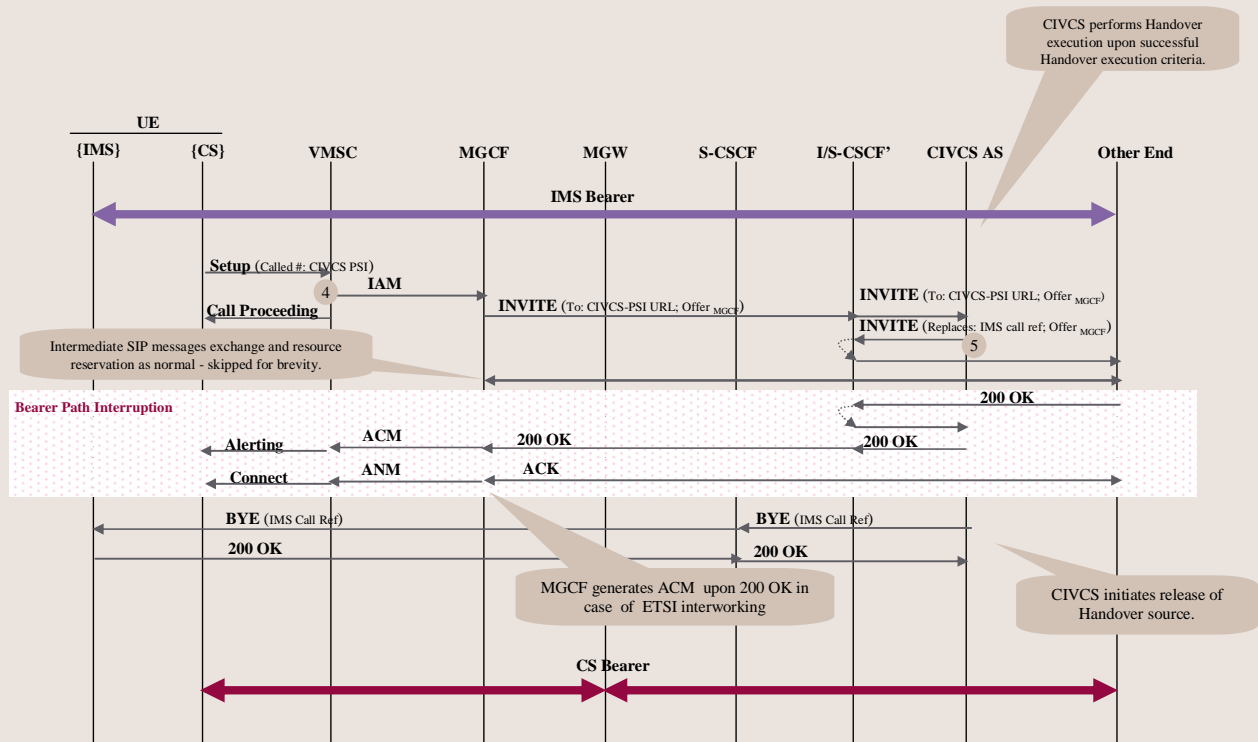 CIVCS performs Handover
execution upon successful
Handover execution criteria.
UE
{IMS}
{CS}
VMSC
MGCF
MGW
S-CSCF
I/S-CSCF’
CIVCS AS
Other End
IMS Bearer
Setup (Called #: CIVCS PSI)
4
IAM
Call Proceeding
INVITE (To: CIVCS-PSI URL; Offer MGCF)
INVITE (To: CIVCS-PSI URL; Offer MGCF)
INVITE (Replaces: IMS call ref; Offer MGCF)
5
Intermediate SIP messages exchange and resource
reservation as normal - skipped for brevity.
Bearer Path Interruption
200 OK
Alerting
ACM
200 OK
200 OK
Connect
ANM
ACK
BYE (IMS Call Ref)
BYE (IMS Call Ref)
200 OK
200 OK
MGCF generates ACM upon 200 OK in
case of ETSI interworking
CIVCS initiates release of
Handover source.
CS Bearer